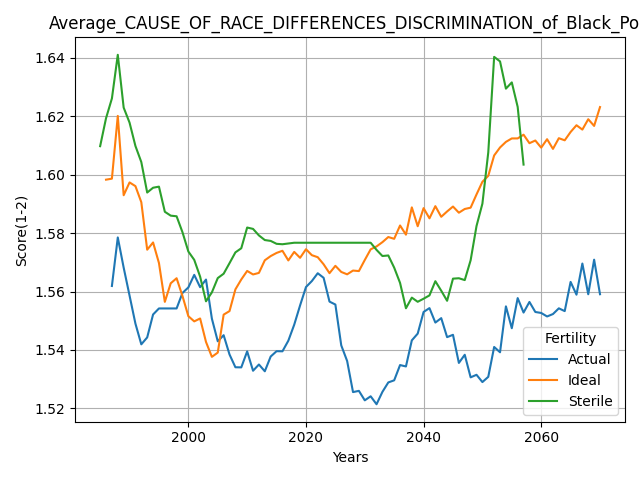 Average_CAUSE_OF_RACE_DIFFERENCES_DISCRIMINATION_of_Black_Po
1.64
1.62
1.60
1.58
1.56
1.54
1.52
Score(1-2)
2000 2020 2040 2060
Years
Fertility
Actual
Ideal
Sterile